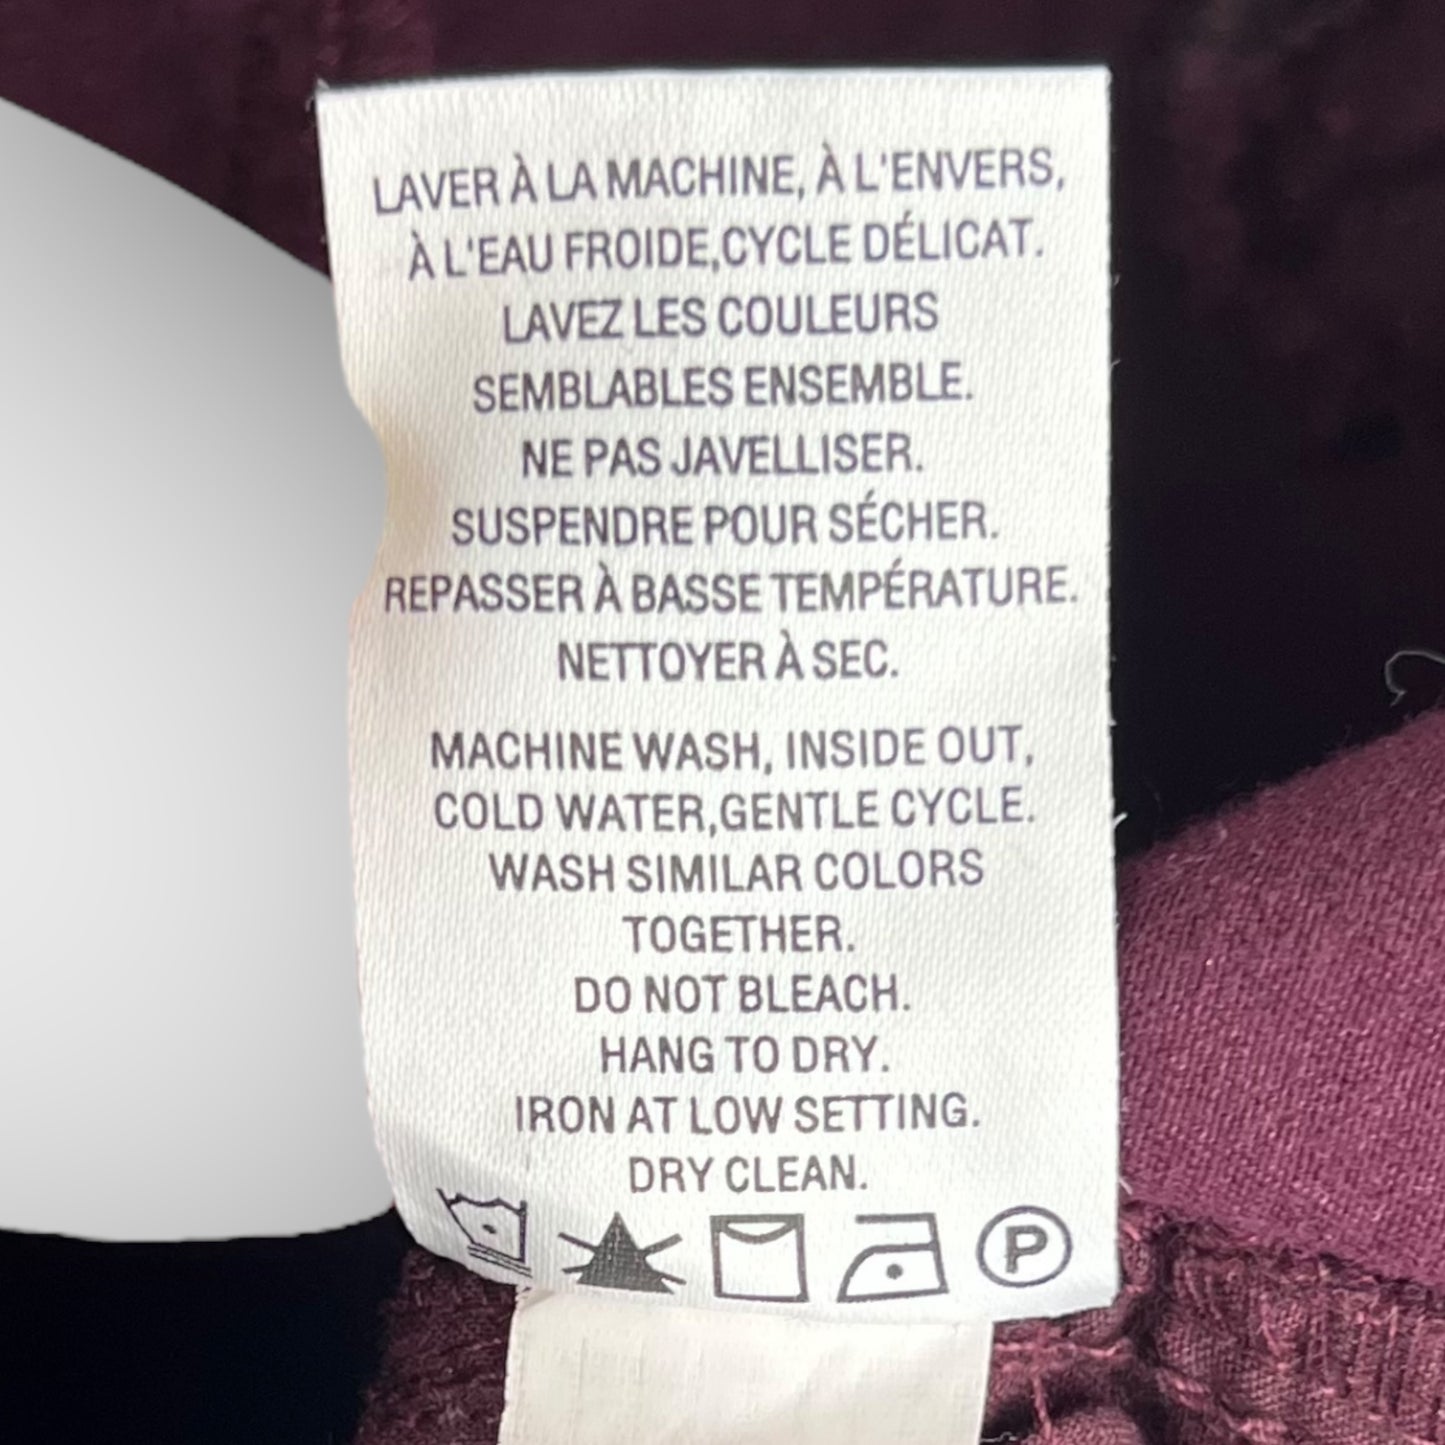 LAVER À LA MACHINE, À L'ENVERS,
À L'EAU FROIDE,CYCLE DÉLICAT.
LAVEZ LES COULEURS
SEMBLABLES ENSEMBLE.
NE PAS JAVELLISER.
SUSPENDRE POUR SÉCHER.
REPASSER À BASSE TEMPÉRATURE.
NETTOYER À SEC.
MACHINE WASH, INSIDE OUT,
COLD WATER,GENTLE CYCLE.
WASH SIMILAR COLORS
TOGETHER.
DO NOT BLEACH.
HANG TO DRY.
IRON AT LOW SETTING.
DRY CLEAN.
P